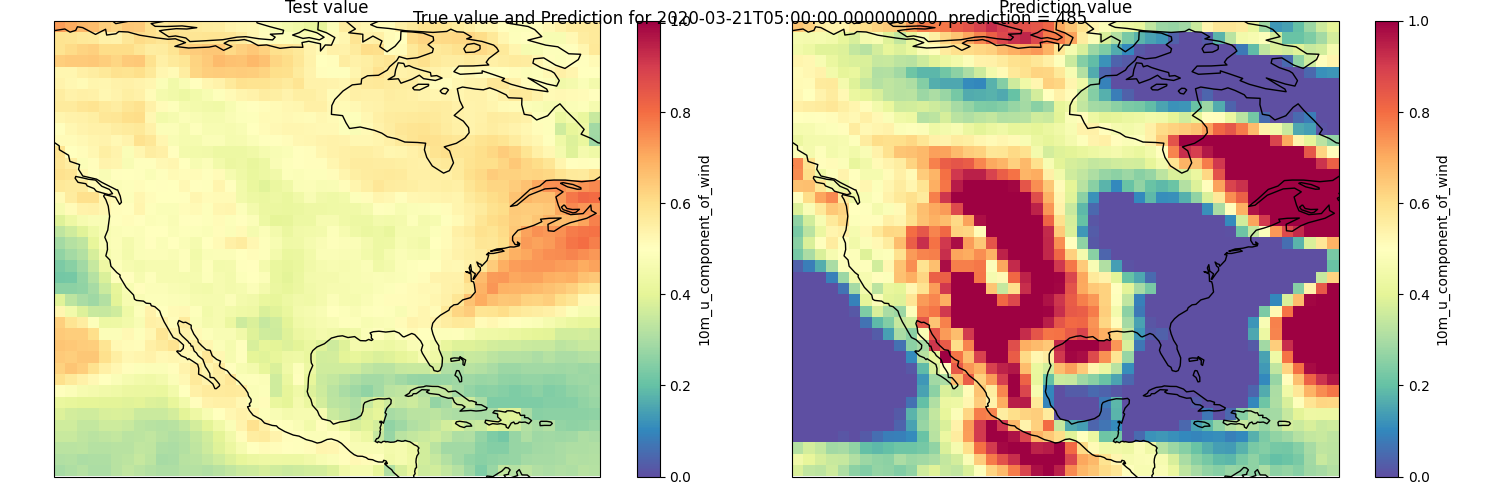 Test value
True value and Prediction for 2020-03-21T05:00:00.000000000, prediction = 485
Prediction value
1.0
0.8
0.6
0.4
0.2
0.0
10m_u_component_of_wind
1.0
0.8
0.6
0.4
0.2
0.0
10m_u_component_of_wind